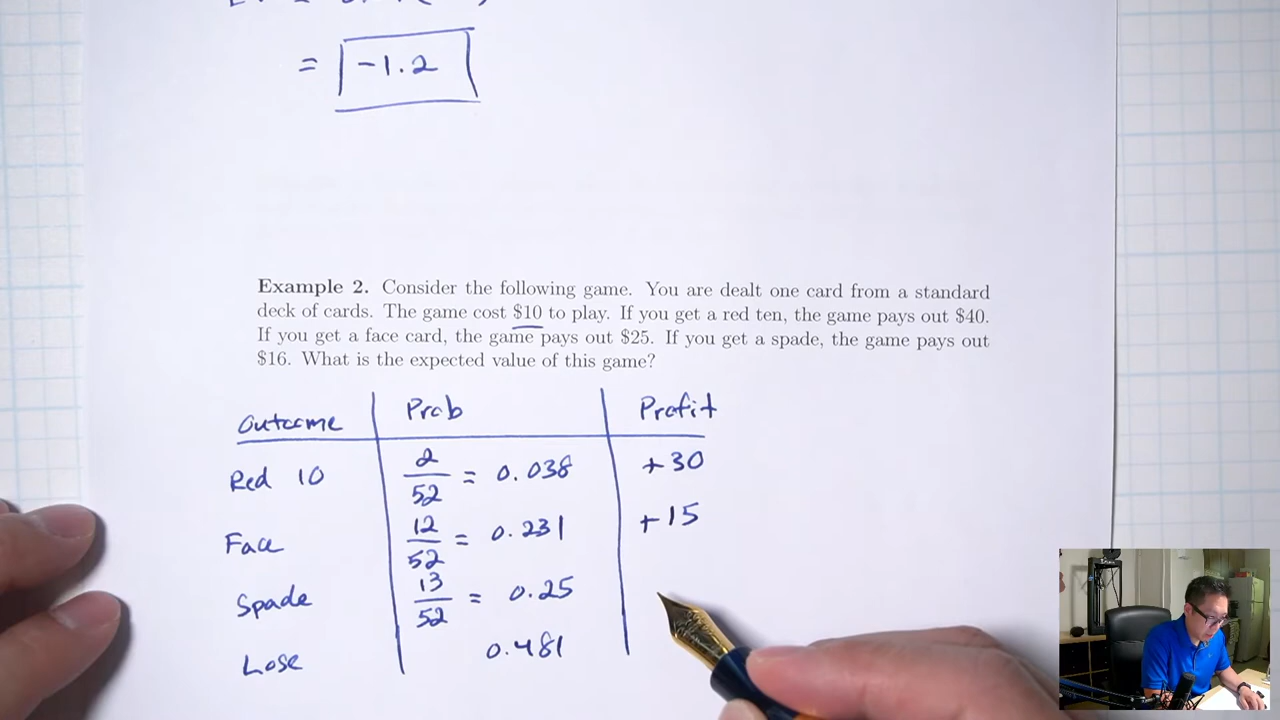 = -1.2
Example 2. Consider the following game. You are dealt one card from a standard
deck of cards. The game cost $10 to play. If you get a red ten, the game pays out $40.
If you get a face card, the game pays out $25. If you get a spade, the game pays out
$16. What is the expected value of this game?
Outcome Prob Profit
Red 10 2/52 = 0.038 +30
Face 12/52 = 0.231 +15
Spade 13/52 = 0.25
Lose 0.481